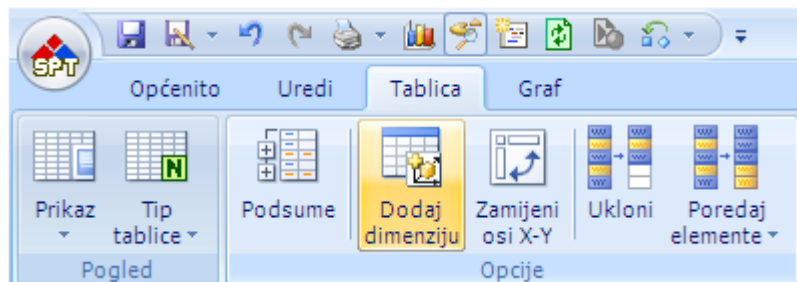 SPT
Općenito Uredi Tablica Graf
N
Prikaz Tip tablice Podsume Dodaj dimenziju Zamijeni osi X-Y Ukloni Poredaj elemente
Pogled Opcije